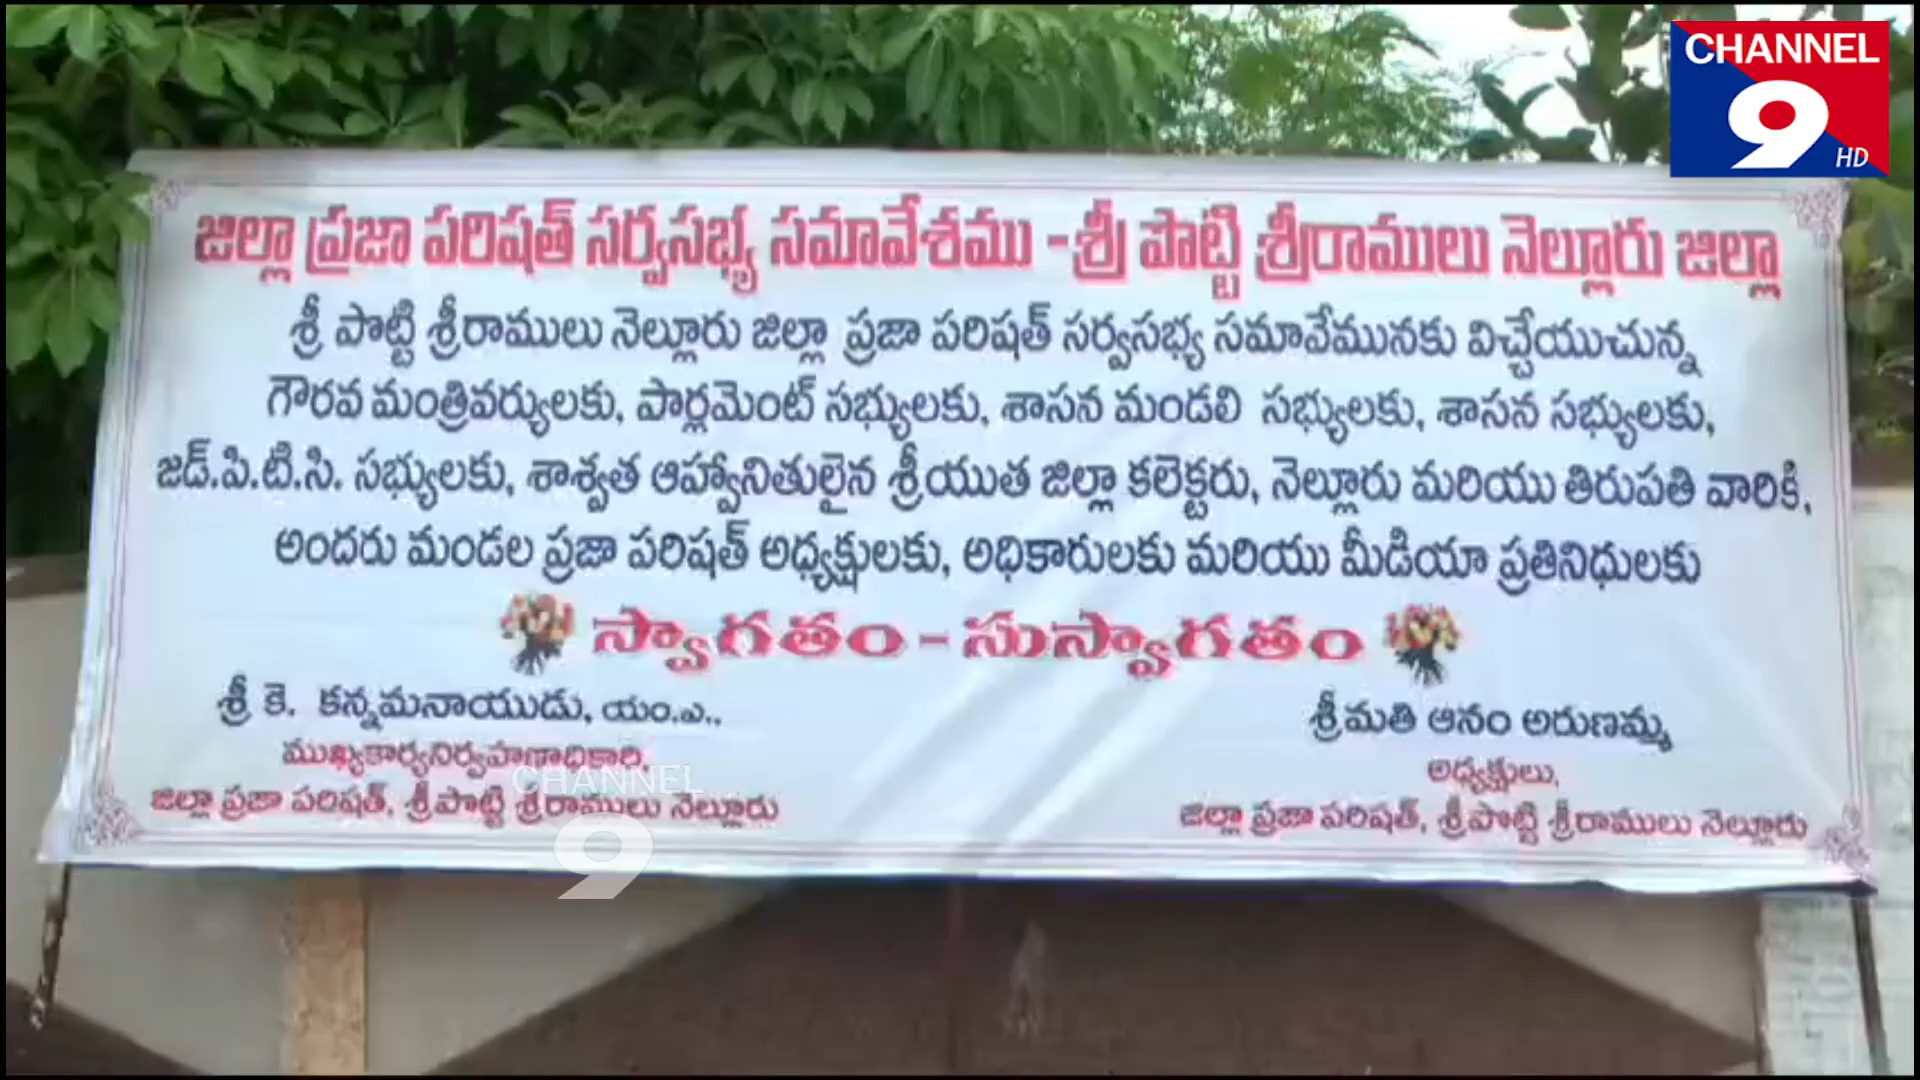 CHANNEL
9
HD
జిల్లా ప్రజా పరిషత్ సర్వసభ్య సమావేశము - శ్రీ పొట్టి శ్రీరాములు నెల్లూరు జిల్లా
శ్రీ పొట్టి శ్రీరాములు నెల్లూరు జిల్లా ప్రజా పరిషత్ సర్వసభ్య సమావేమునకు విచ్చేయుచున్న
గౌరవ మంత్రివర్యులకు, పార్లమెంట్ సభ్యులకు, శాసన మండలి సభ్యులకు, శాసన సభ్యులకు,
జడ్.పి.టి.సి. సభ్యులకు, శాశ్వత ఆహ్వానితులైన శ్రీయుత జిల్లా కలెక్టరు, నెల్లూరు మరియు తిరుపతి వారికి,
అందరు మండల ప్రజా పరిషత్ అధ్యక్షులకు, అధికారులకు మరియు మీడియా ప్రతినిధులకు
స్వాగతం - సుస్వాగతం
శ్రీ కె. కన్నమనాయుడు, యం.ఎ..
ముఖ్యకార్యనిర్వహణాధికారి,
జిల్లా ప్రజా పరిషత్, శ్రీపొట్టి శ్రీరాములు నెల్లూరు
శ్రీమతి ఆనం అరుణమ్మ
అధ్యక్షులు,
జిల్లా ప్రజా పరిషత్, శ్రీపొట్టి శ్రీరాములు నెల్లూరు
CHANNEL
9